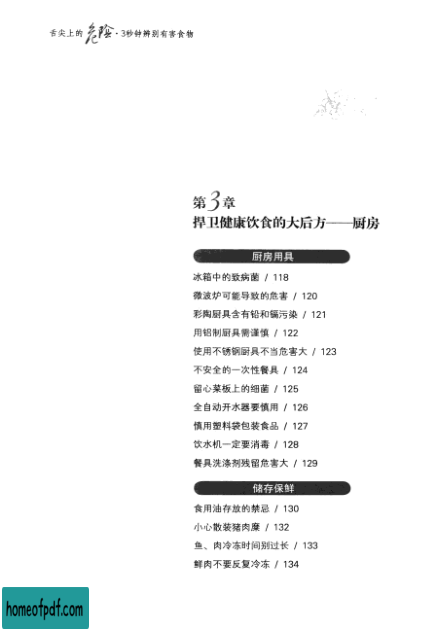 舌尖上的危险·3秒钟辨别有害食物
第3章
捍卫健康饮食的大后方——厨房
厨房用具
冰箱中的致病菌 / 118
微波炉可能导致的危害 / 120
彩陶厨具含有铅和镉污染 / 121
用铝制厨具需谨慎 / 122
使用不锈钢厨具不当危害大 / 123
不安全的一次性餐具 / 124
留心菜板上的细菌 / 125
全自动开水器要慎用 / 126
慎用塑料袋包装食品 / 127
饮水机一定要消毒 / 128
餐具洗涤剂残留危害大 / 129
储存保鲜
食用油存放的禁忌 / 130
小心散装猪肉糜 / 132
鱼、肉冷冻时间别过长 / 133
鲜肉不要反复冷冻 / 134
homeofpdf.com